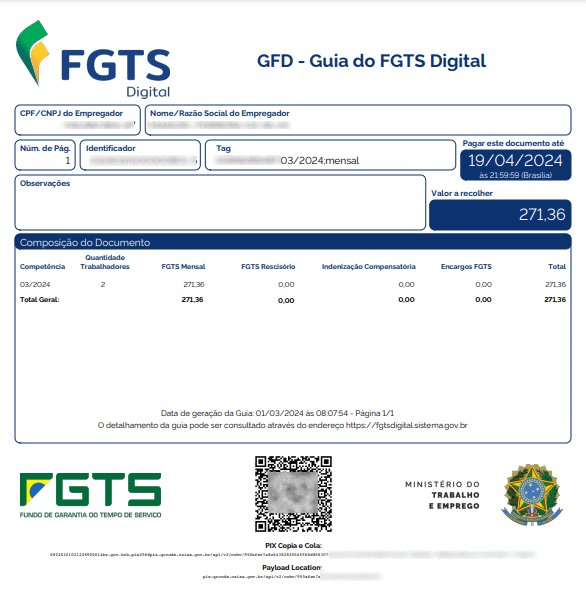 FGTS
Digital
GFD - Guia do FGTS Digital
CPF/CNPJ do Empregador
Nome/Razão Social do Empregador
Núm. de Pág.
1
Identificador
Tag
03/2024;mensal
Pagar este documento até
19/04/2024
às 21:59:59 (Brasília)
Observações
Valor a recolher
271,36
Composição do Documento
Competência Quantidade Trabalhadores FGTS Mensal FGTS Rescisório Indenização Compensatória Encargos FGTS Total
03/2024 2 271,36 0,00 0,00 0,00 271,36
Total Geral: 271,36 0,00 0,00 0,00 271,36
Data de geração da Guia: 01/03/2024 às 08:07:54 - Página 1/1
O detalhamento da guia pode ser consultado através do endereço https://fgtsdigital.sistema.gov.br
FGTS
FUNDO DE GARANTIA DO TEMPO DE SERVIÇO
MINISTÉRIO DO
TRABALHO
E EMPREGO
PIX Copia e Cola:
Payload Location: